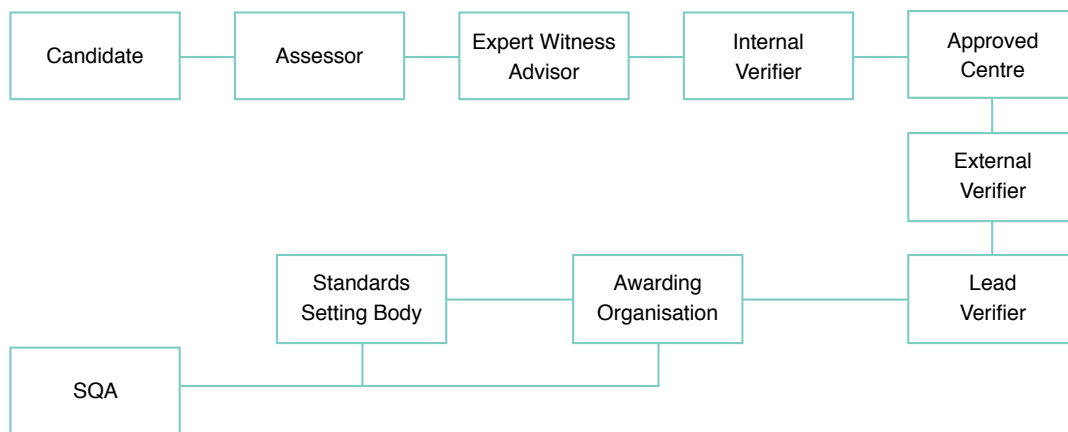 Candidate
Assessor
Expert Witness
Advisor
Internal
Verifier
Approved
Centre
External
Verifier
Lead
Verifier
Awarding
Organisation
Standards
Setting Body
SQA